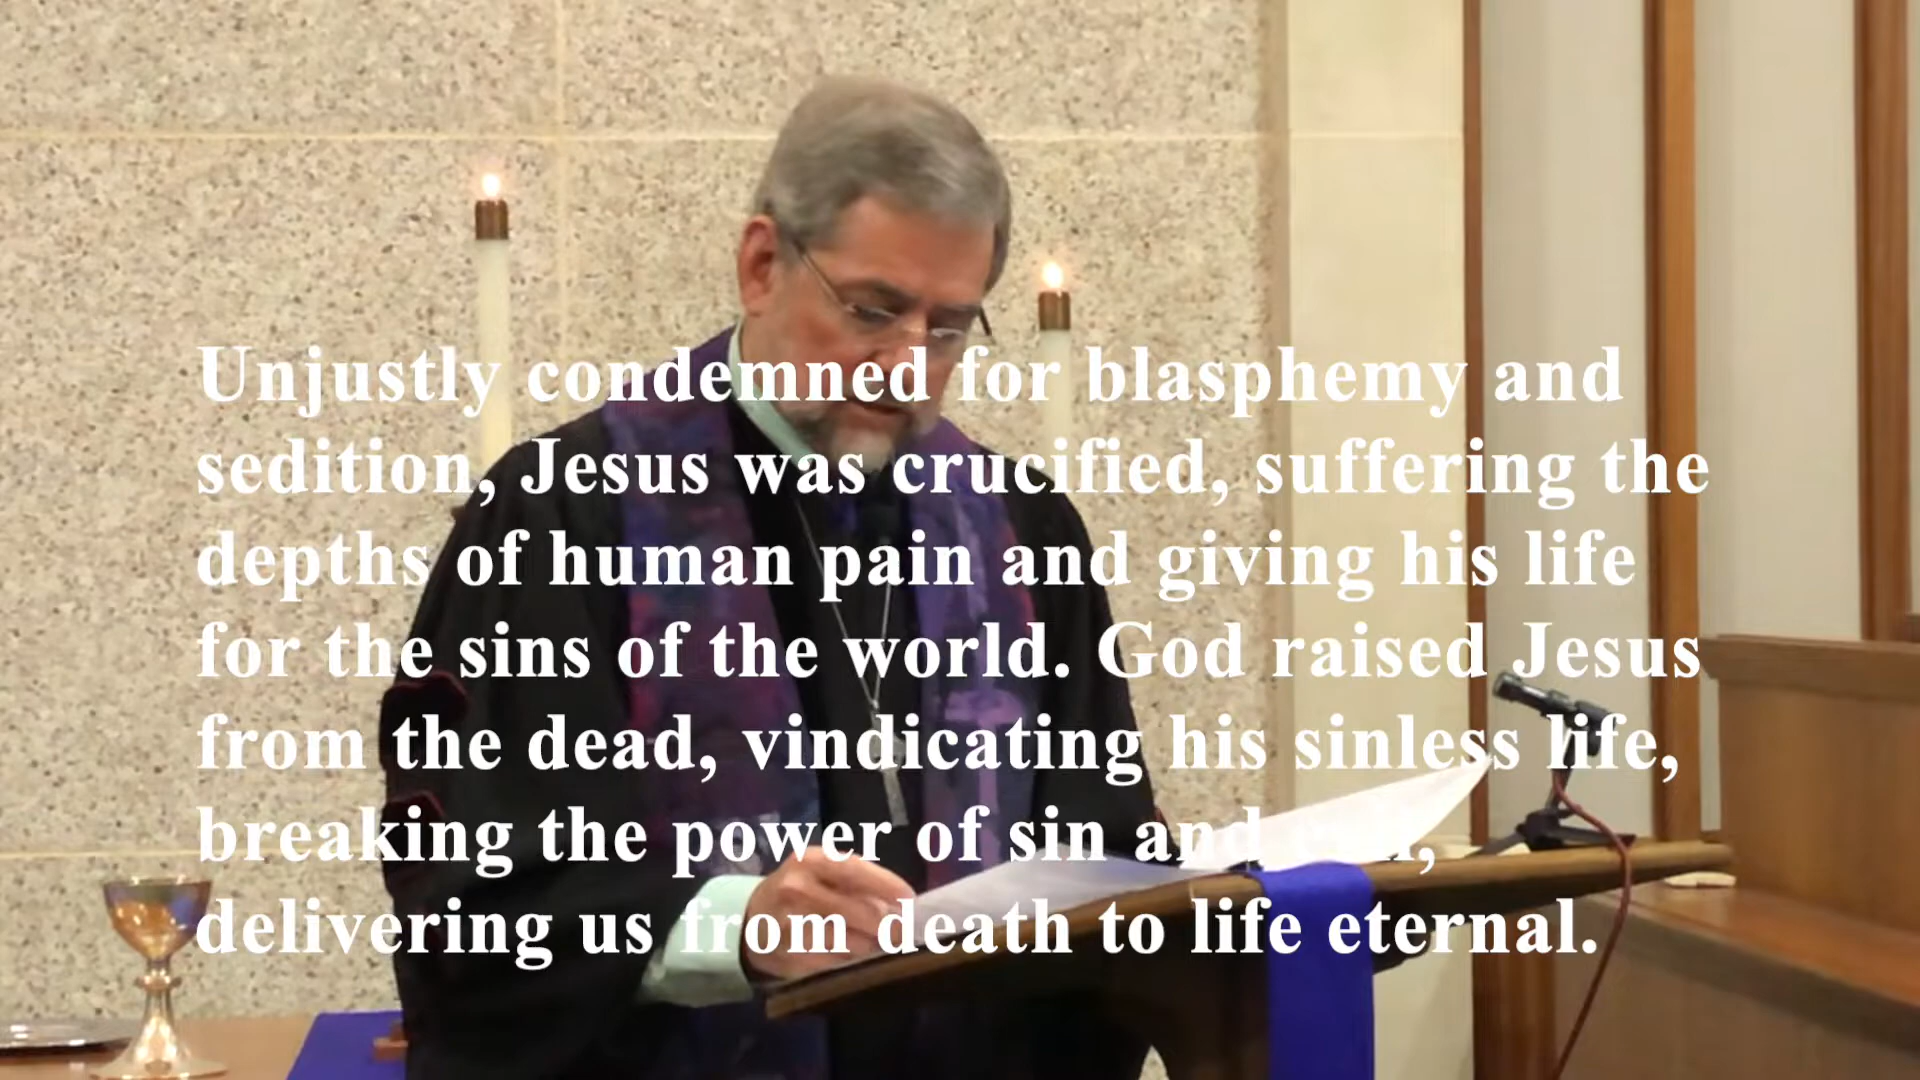 Unjustly condemned for blasphemy and
sedition, Jesus was crucified, suffering the
depths of human pain and giving his life
for the sins of the world. God raised Jesus
from the dead, vindicating his sinless life,
breaking the power of sin and evil,
delivering us from death to life eternal.